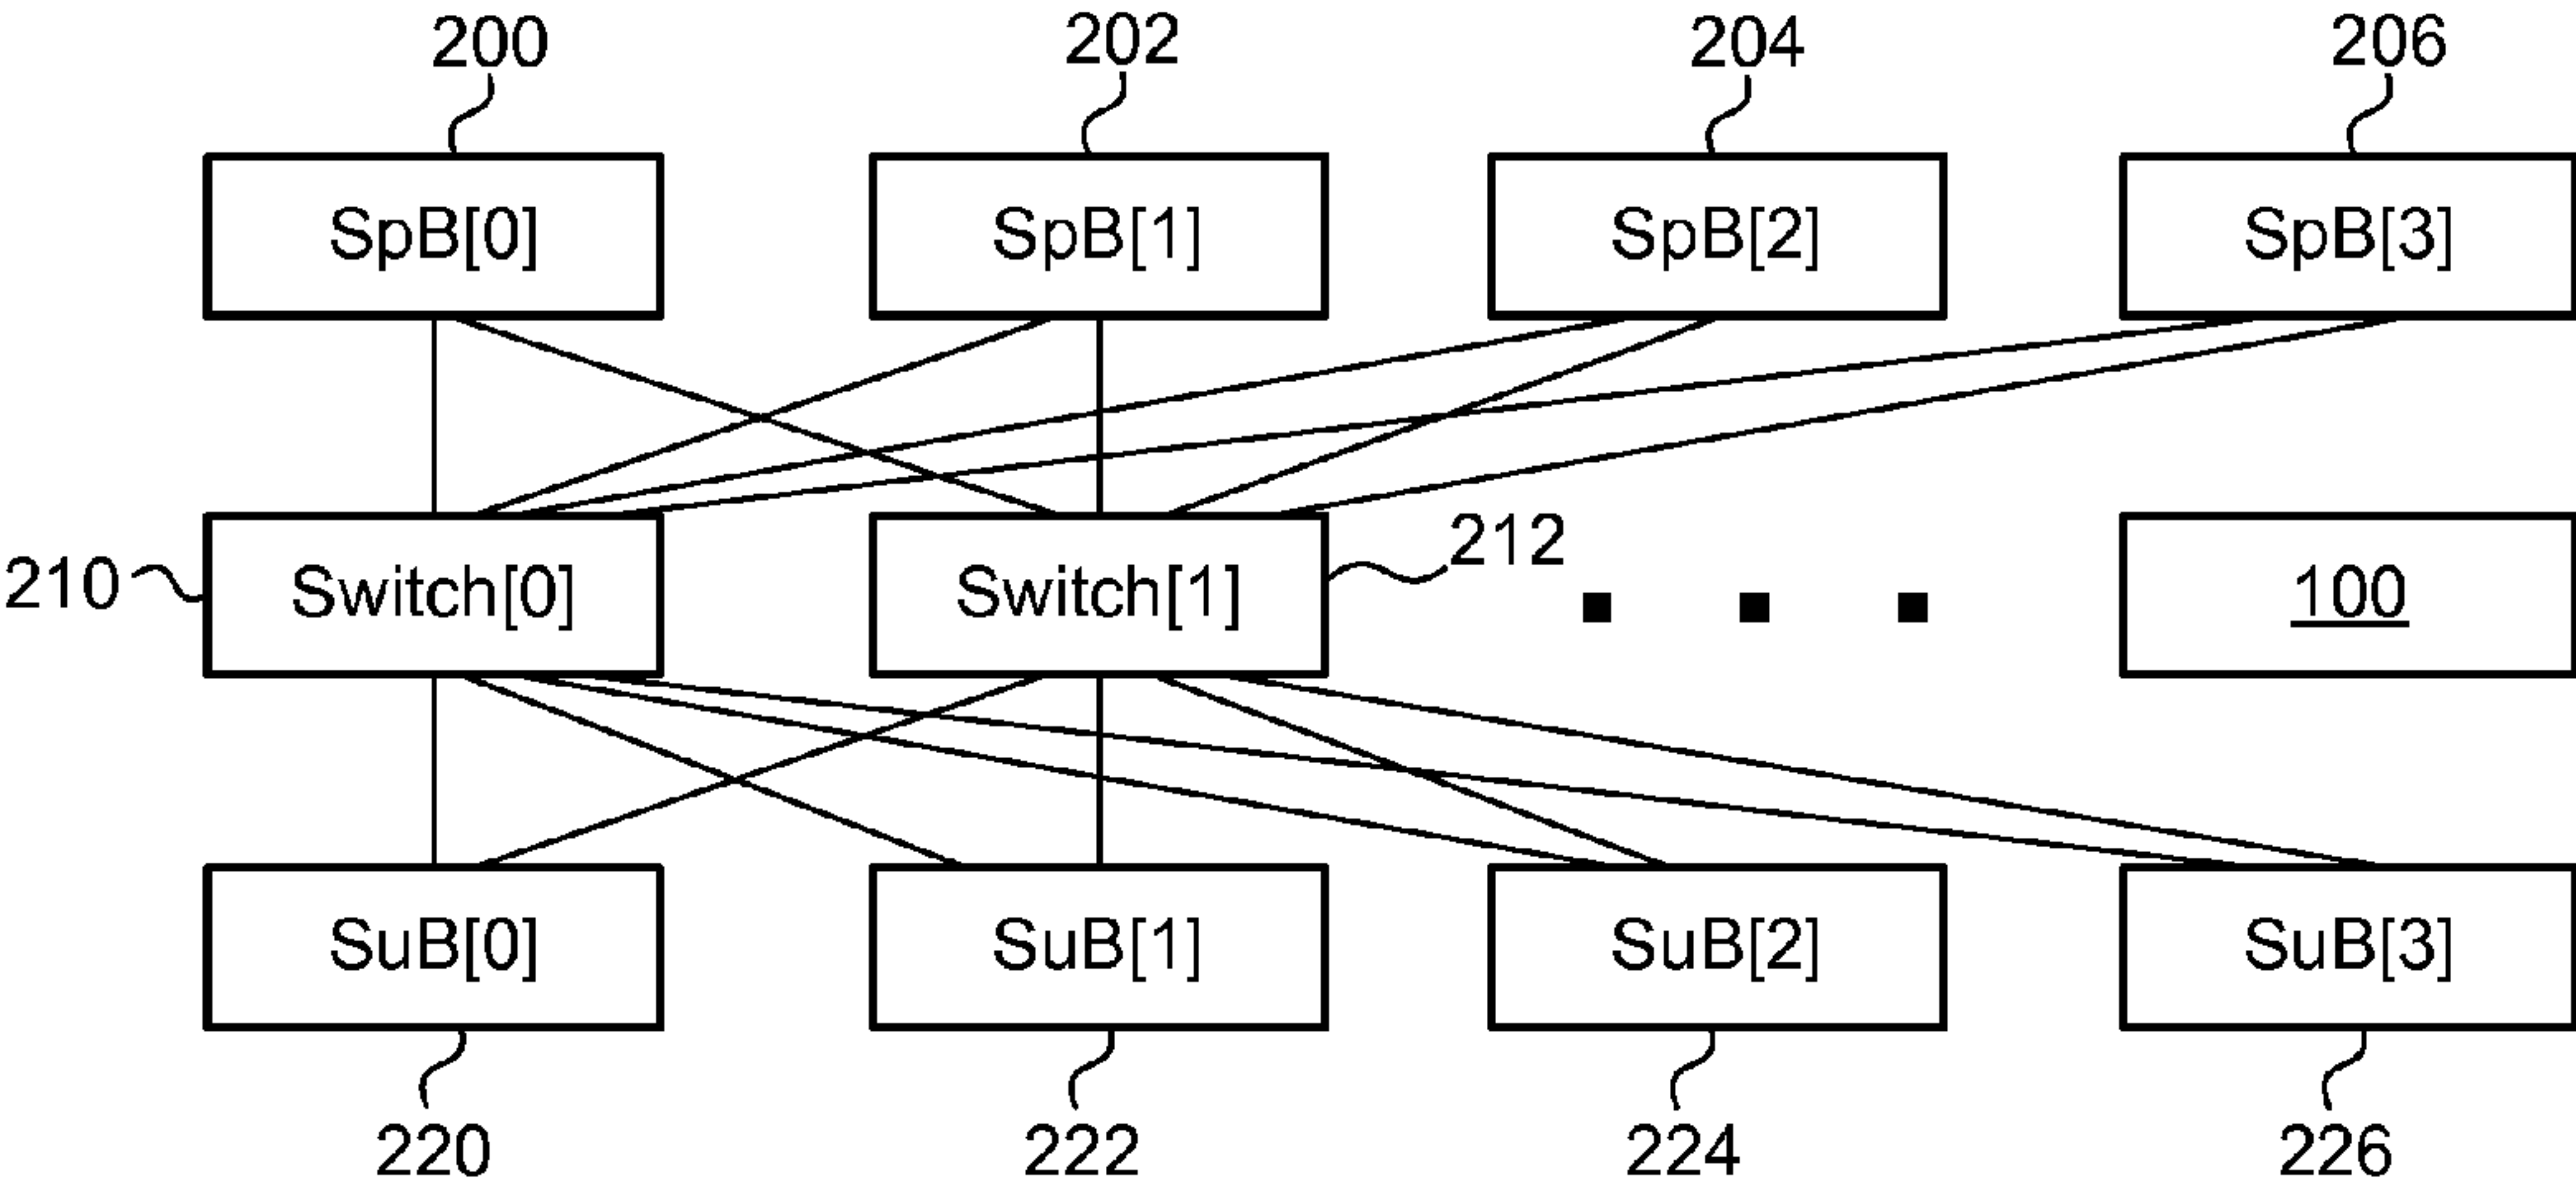 200 202 204 206
SpB[0] SpB[1] SpB[2] SpB[3]
210 Switch[0] Switch[1] 212 100
SuB[0] SuB[1] SuB[2] SuB[3]
220 222 224 226